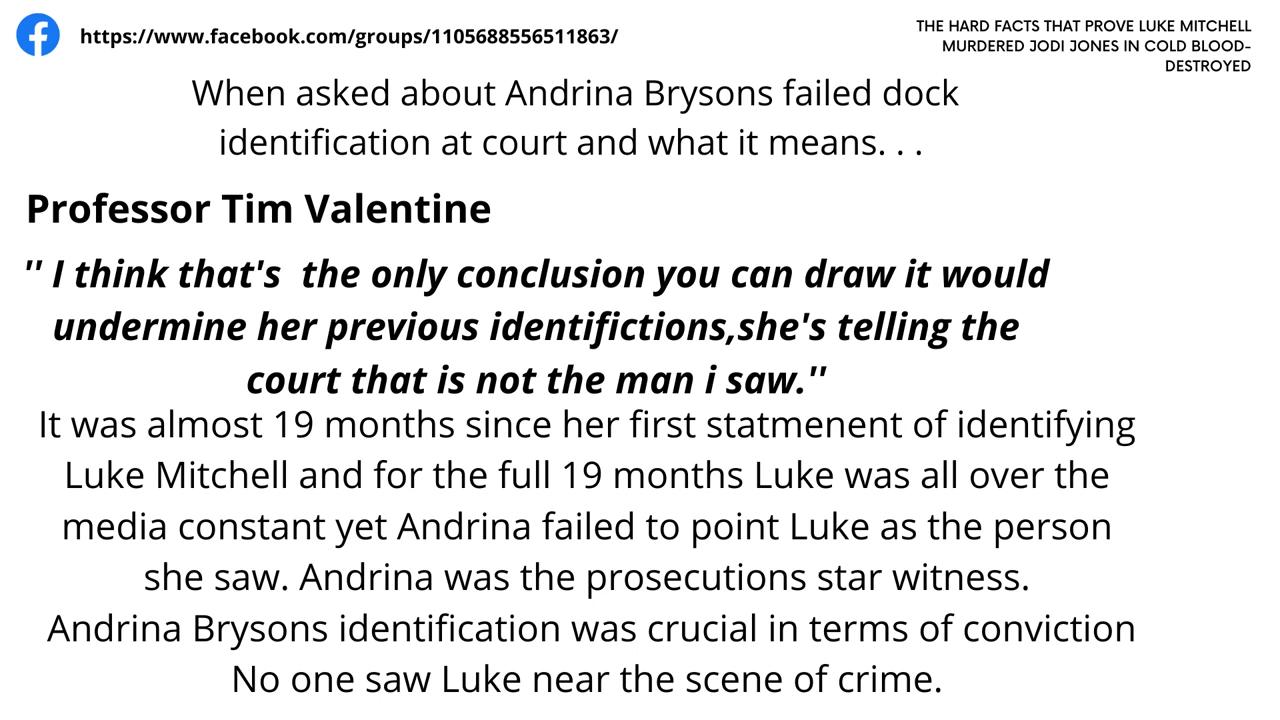 https://www.facebook.com/groups/1105688556511863/
THE HARD FACTS THAT PROVE LUKE MITCHELL
MURDERED JODI JONES IN COLD BLOOD-
DESTROYED
When asked about Andrina Brysons failed dock
identification at court and what it means. . .
Professor Tim Valentine
'' I think that's  the only conclusion you can draw it would
undermine her previous identifictions,she's telling the
court that is not the man i saw.''
It was almost 19 months since her first statmenent of identifying
Luke Mitchell and for the full 19 months Luke was all over the
media constant yet Andrina failed to point Luke as the person
she saw. Andrina was the prosecutions star witness.
Andrina Brysons identification was crucial in terms of conviction
No one saw Luke near the scene of crime.